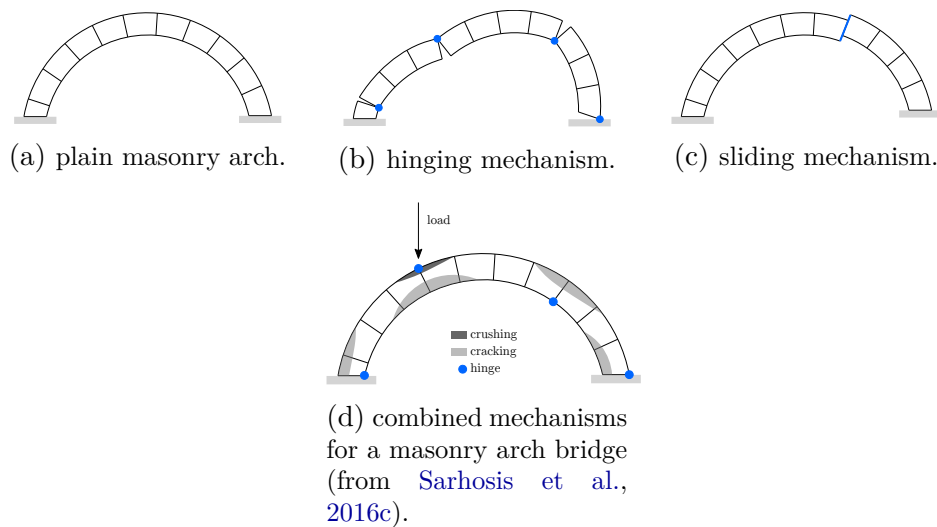 (a) plain masonry arch.
(b) hinging mechanism.
(c) sliding mechanism.
load
crushing
cracking
hinge
(d) combined mechanisms
for a masonry arch bridge
(from Sarhosis et al.,
2016c).